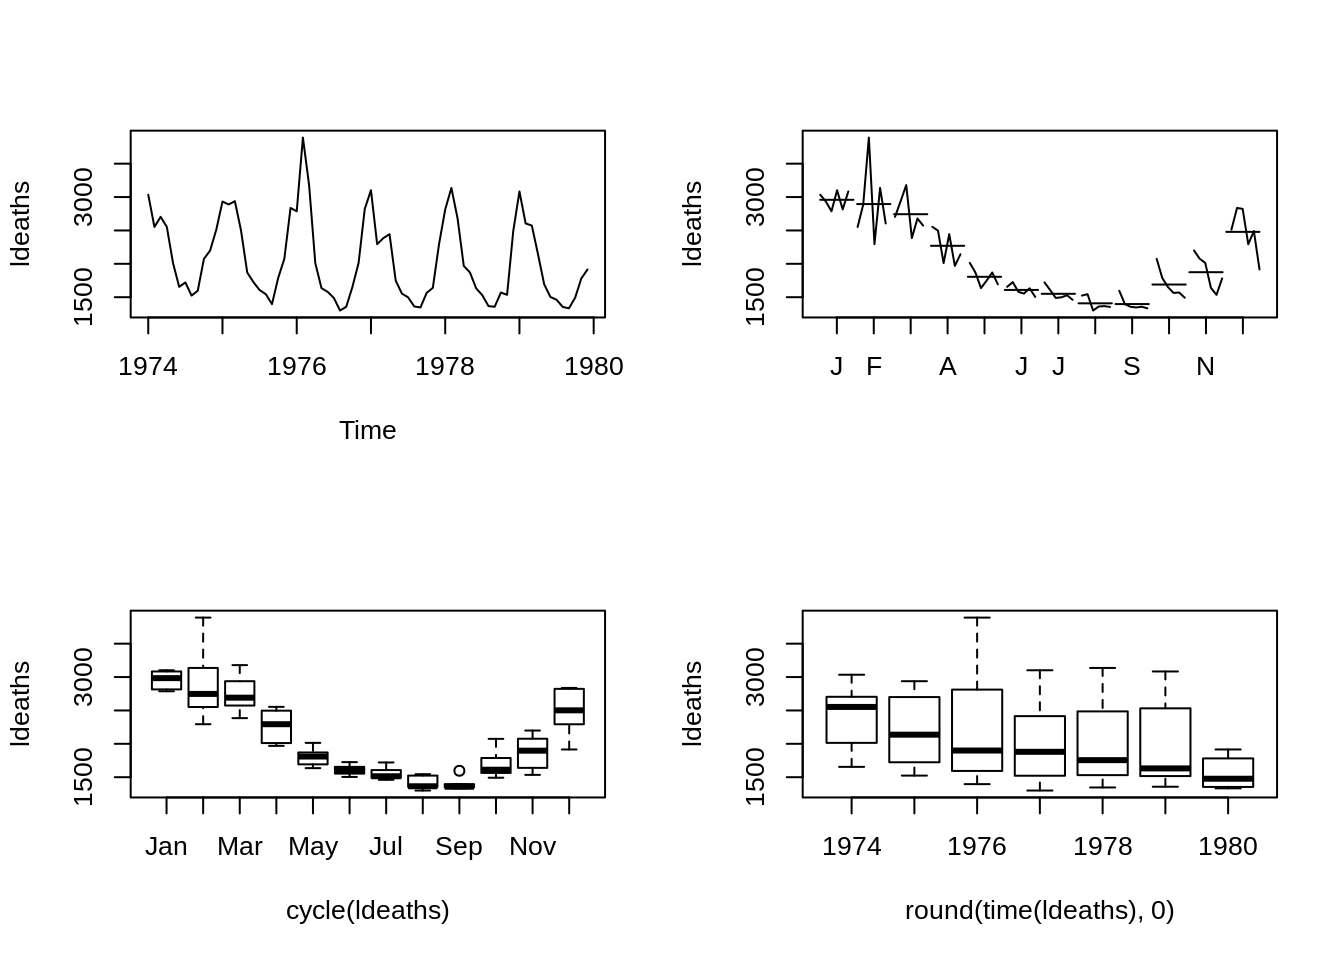 ldeaths
3000
1500
1974 1976 1978 1980
Time
ldeaths
3000
1500
J F A J J S N
ldeaths
3000
1500
Jan Mar May Jul Sep Nov
cycle(ldeaths)
ldeaths
3000
1500
1974 1976 1978 1980
round(time(ldeaths), 0)